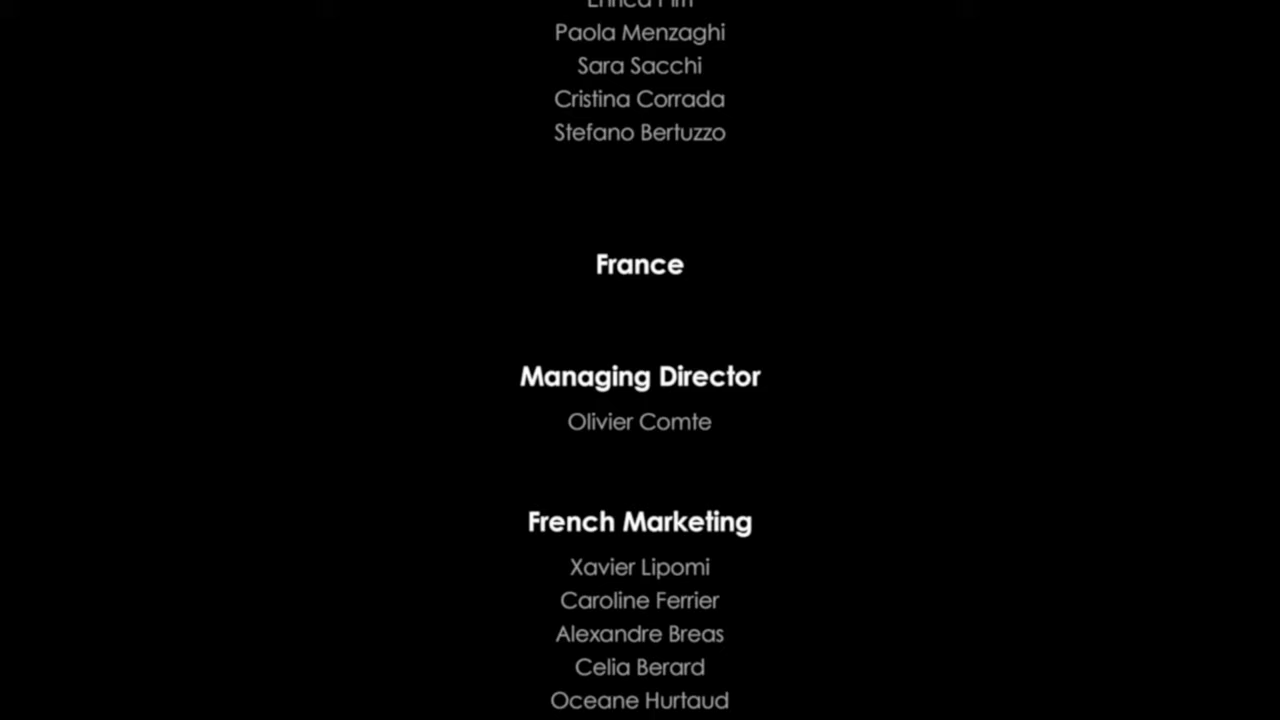 Paola Menzaghi
Sara Sacchi
Cristina Corrada
Stefano Bertuzzo
France
Managing Director
Olivier Comte
French Marketing
Xavier Lipomi
Caroline Ferrier
Alexandre Breas
Celia Berard
Oceane Hurtaud